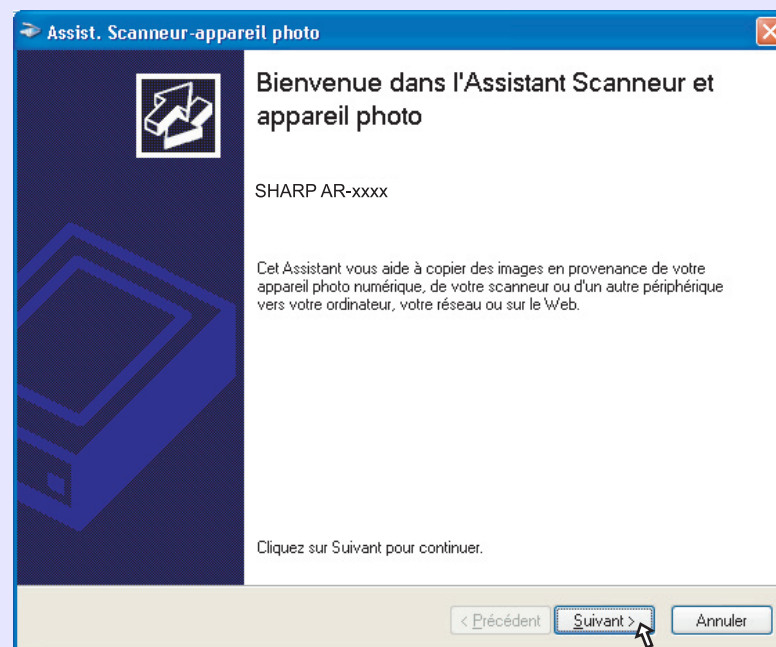 Assist. Scanneur-appareil photo
Bienvenue dans l'Assistant Scanneur et
appareil photo
SHARP AR-xxxx
Cet Assistant vous aide à copier des images en provenance de votre
appareil photo numérique, de votre scanneur ou d'un autre périphérique
vers votre ordinateur, votre réseau ou sur le Web.
Cliquez sur Suivant pour continuer.
< Précédent Suivant > Annuler